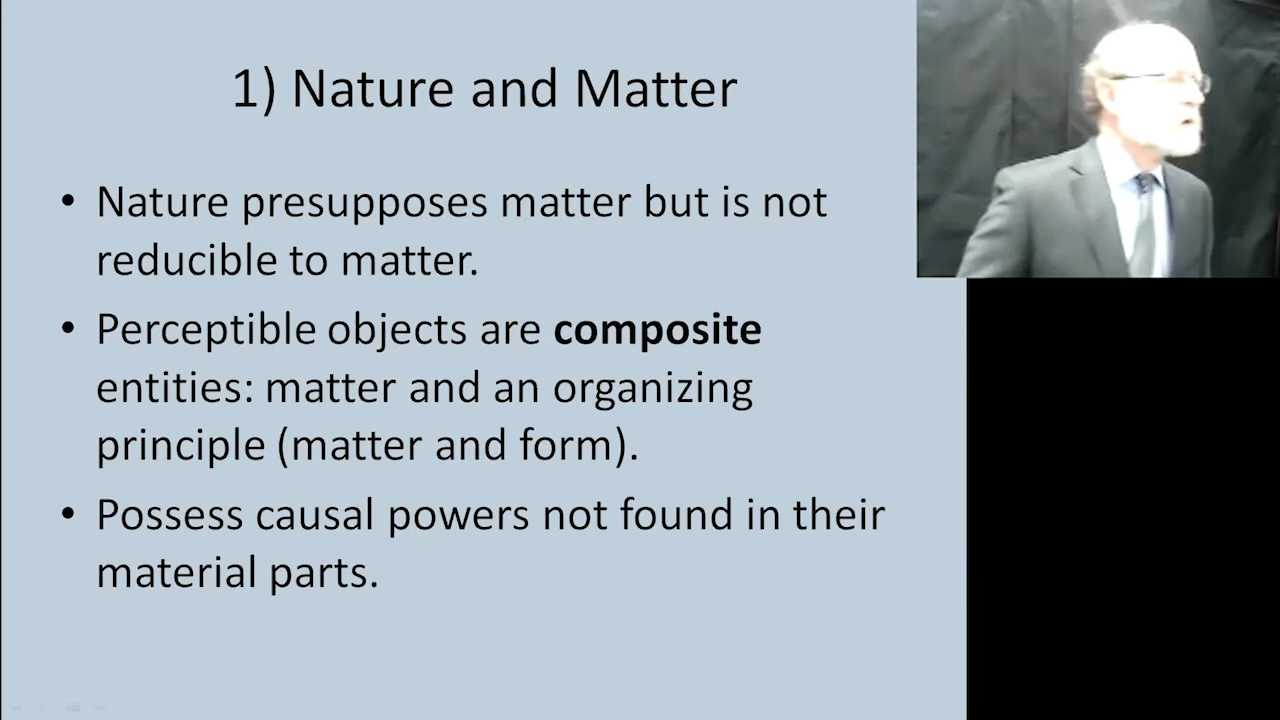 1) Nature and Matter
• Nature presupposes matter but is not
reducible to matter.
• Perceptible objects are composite
entities: matter and an organizing
principle (matter and form).
• Possess causal powers not found in their
material parts.